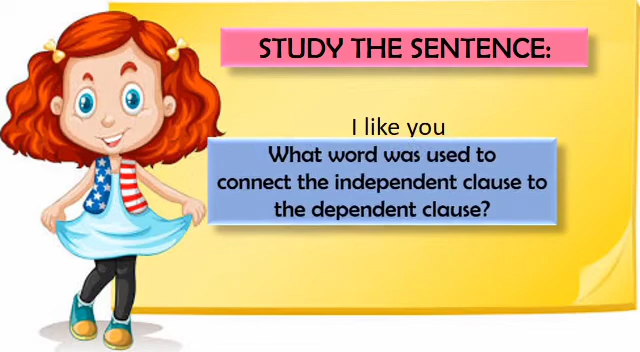 STUDY THE SENTENCE:
I like you
What word was used to
connect the independent clause to
the dependent clause?